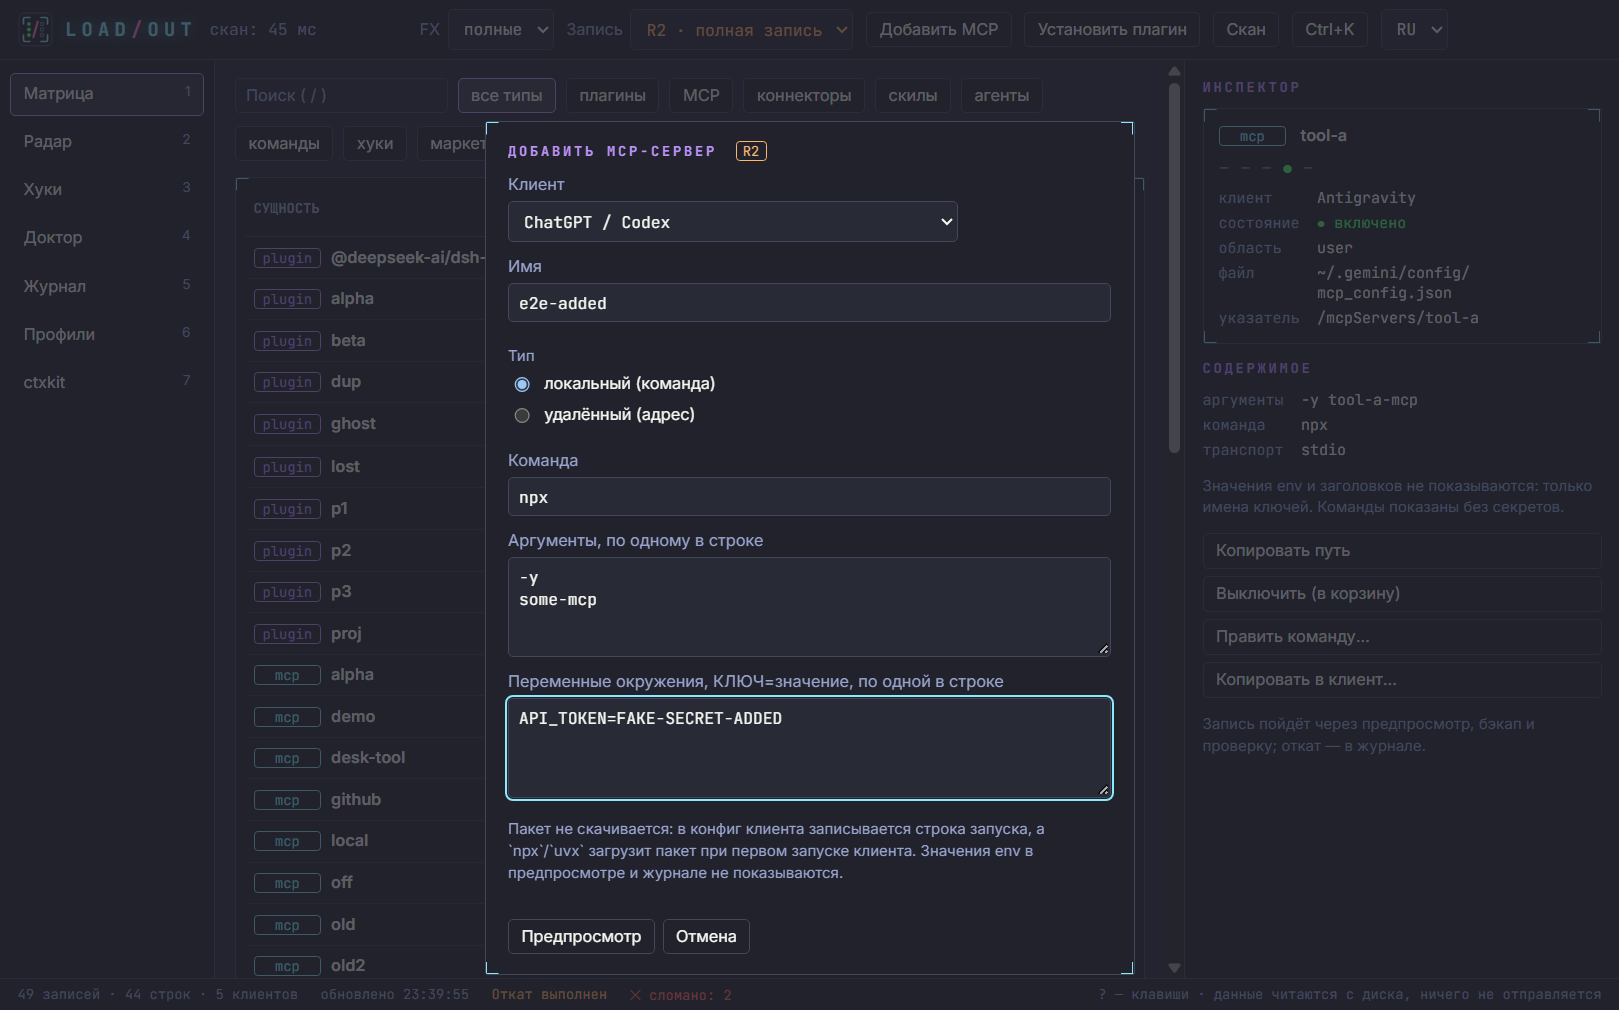 LOAD/OUT
скан: 45 мс
FX
полные
Запись
R2 · полная запись
Добавить MCP
Установить плагин
Скан
Ctrl+K
RU
Матрица 1
Радар 2
Хуки 3
Доктор 4
Журнал 5
Профили 6
ctxkit 7
Поиск ( / )
все типы
плагины
MCP
коннекторы
скилы
агенты
команды
хуки
маркет
СУЩНОСТЬ
plugin @deepseek-ai/dsh-
plugin alpha
plugin beta
plugin dup
plugin ghost
plugin lost
plugin p1
plugin p2
plugin p3
plugin proj
mcp alpha
mcp demo
mcp desk-tool
mcp github
mcp local
mcp off
mcp old
mcp old2
ДОБАВИТЬ MCP-СЕРВЕР R2
Клиент
ChatGPT / Codex
Имя
e2e-added
Тип
локальный (команда)
удалённый (адрес)
Команда
npx
Аргументы, по одному в строке
-y
some-mcp
Переменные окружения, КЛЮЧ=значение, по одной в строке
API_TOKEN=FAKE-SECRET-ADDED
Пакет не скачивается: в конфиг клиента записывается строка запуска, а
`npx`/`uvx` загрузит пакет при первом запуске клиента. Значения env в
предпросмотре и журнале не показываются.
Предпросмотр
Отмена
ИНСПЕКТОР
mcp tool-a
— — — ● —
клиент Antigravity
состояние ● включено
область user
файл ~/.gemini/config/
mcp_config.json
указатель /mcpServers/tool-a
СОДЕРЖИМОЕ
аргументы -y tool-a-mcp
команда npx
транспорт stdio
Значения env и заголовков не показываются: только
имена ключей. Команды показаны без секретов.
Копировать путь
Выключить (в корзину)
Править команду…
Копировать в клиент…
Запись пойдёт через предпросмотр, бэкап и
проверку; откат — в журнале.
49 записей · 44 строк · 5 клиентов
обновлено 23:39:55
Откат выполнен
× сломано: 2
? — клавиши · данные читаются с диска, ничего не отправляется